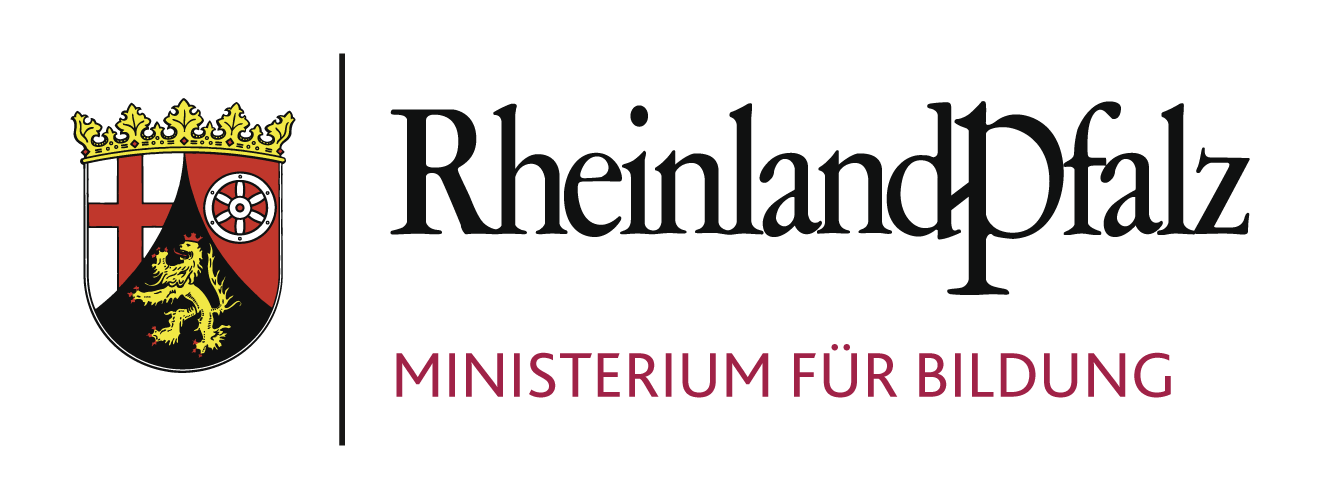 RheinlandPfalz
MINISTERIUM FÜR BILDUNG